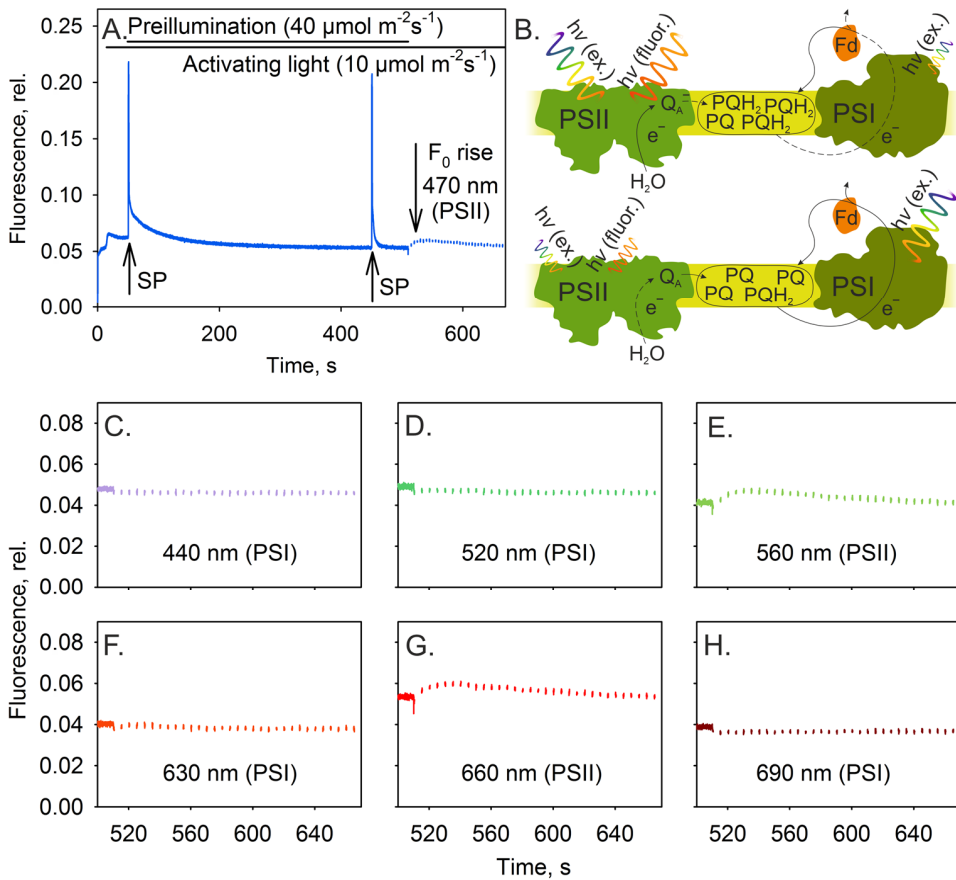 A.
Preillumination (40 µmol m⁻²s⁻¹)
Activating light (10 µmol m⁻²s⁻¹)
Fluorescence, rel.
0.25
0.20
0.15
0.10
0.05
0.00
F₀ rise
470 nm
(PSII)
SP
SP
0
200
400
600
Time, s
B.
hν (ex.)
hν (fluor.)
PSII
Q_A⁻
e⁻
H₂O
PQH₂
PQH₂
PQ
PQH₂
Fd
hν (ex.)
PSI
e⁻
hν (ex.)
hν (fluor.)
PSII
Q_A
e⁻
H₂O
PQ
PQ
PQ
PQH₂
Fd
hν (ex.)
PSI
e⁻
Fluorescence, rel.
0.08
0.06
0.04
0.02
0.00
C.
440 nm (PSI)
D.
520 nm (PSI)
E.
560 nm (PSII)
Fluorescence, rel.
0.08
0.06
0.04
0.02
0.00
F.
630 nm (PSI)
G.
660 nm (PSII)
H.
690 nm (PSI)
520 560 600 640
520 560 600 640
520 560 600 640
Time, s